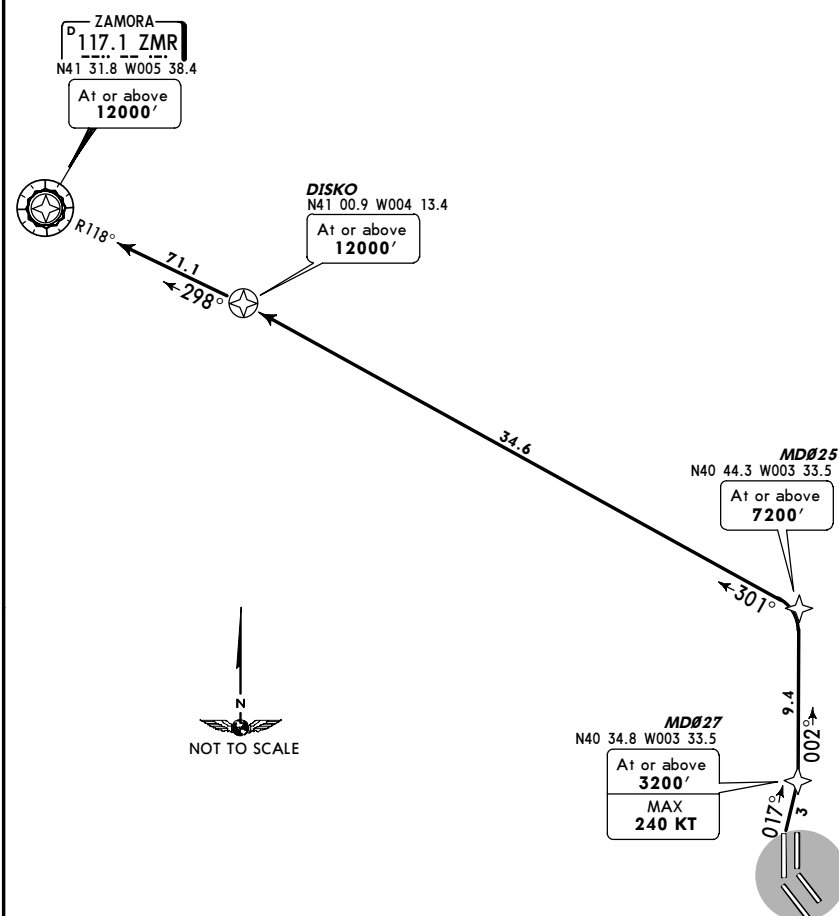 ZAMORA
D 117.1 ZMR
N41 31.8 W005 38.4
At or above
12000'
R118°
71.1
298°
DISKO
N41 00.9 W004 13.4
At or above
12000'
34.6
MDØ25
N40 44.3 W003 33.5
At or above
7200'
301°
9.4
002°
N
NOT TO SCALE
MDØ27
N40 34.8 W003 33.5
At or above
3200'
MAX
240 KT
017°
3